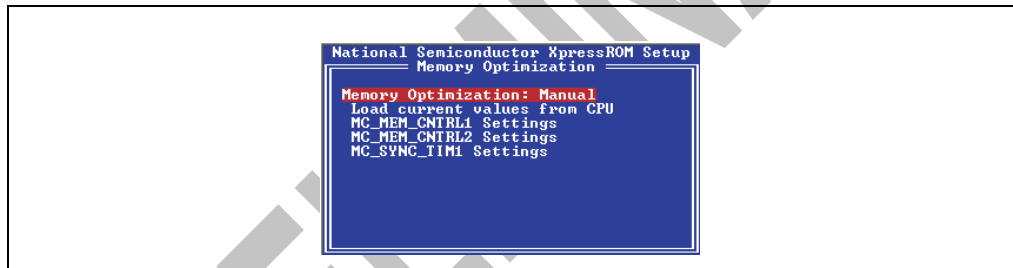 National Semiconductor XpressROM Setup
Memory Optimization
Memory Optimization: Manual
Load current values from CPU
MC_MEM_CNTRL1 Settings
MC_MEM_CNTRL2 Settings
MC_SYNC_TIM1 Settings